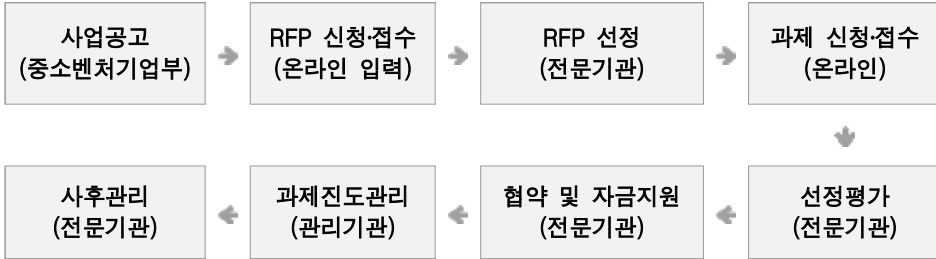 사업공고
(중소벤처기업부)
RFP 신청·접수
(온라인 입력)
RFP 선정
(전문기관)
과제 신청·접수
(온라인)
선정평가
(전문기관)
협약 및 자금지원
(전문기관)
과제진도관리
(관리기관)
사후관리
(전문기관)